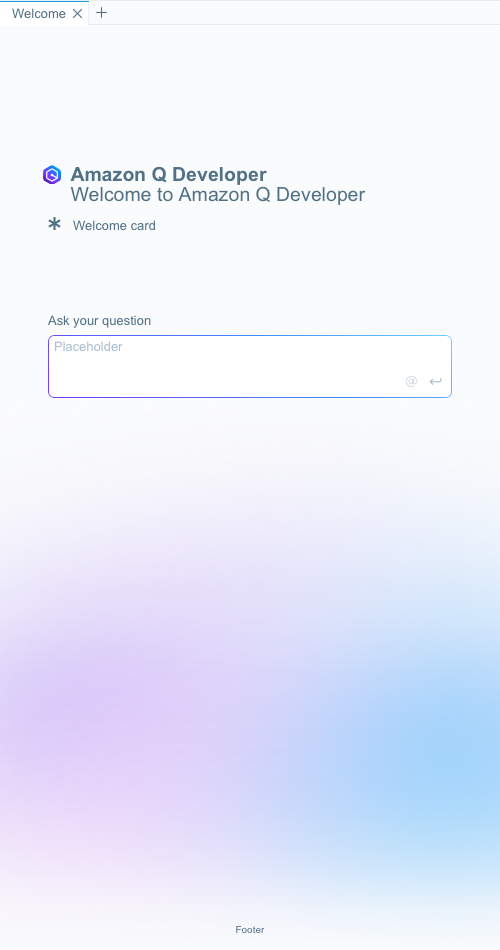 Welcome
Amazon Q Developer
Welcome to Amazon Q Developer
Welcome card
Ask your question
Placeholder
@
Footer